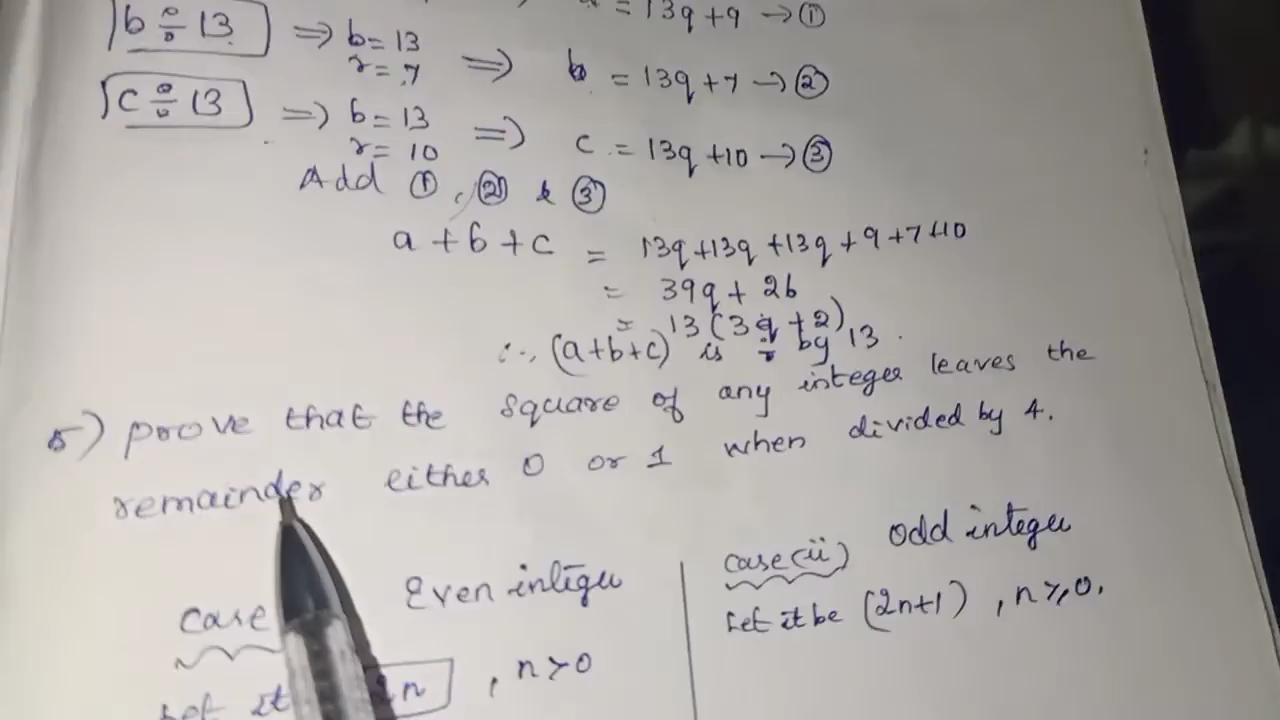 = 13q+9 → ①
b ÷ 13 ⇒ b = 13
r = 7 ⇒ b = 13q+7 → ②
c ÷ 13 ⇒ b = 13
r = 10 ⇒ c = 13q+10 → ③
Add ①, ② & ③
a+b+c = 13q+13q+13q+9+7+10
= 39q + 26
= 13(3q+2)
∴ (a+b+c) is ÷ by 13.
5) prove that the square of any integer leaves the
remainder either 0 or 1 when divided by 4.
case Even integer
Let it 2n , n>0
case(ii) odd integer
Let it be (2n+1), n≥0.